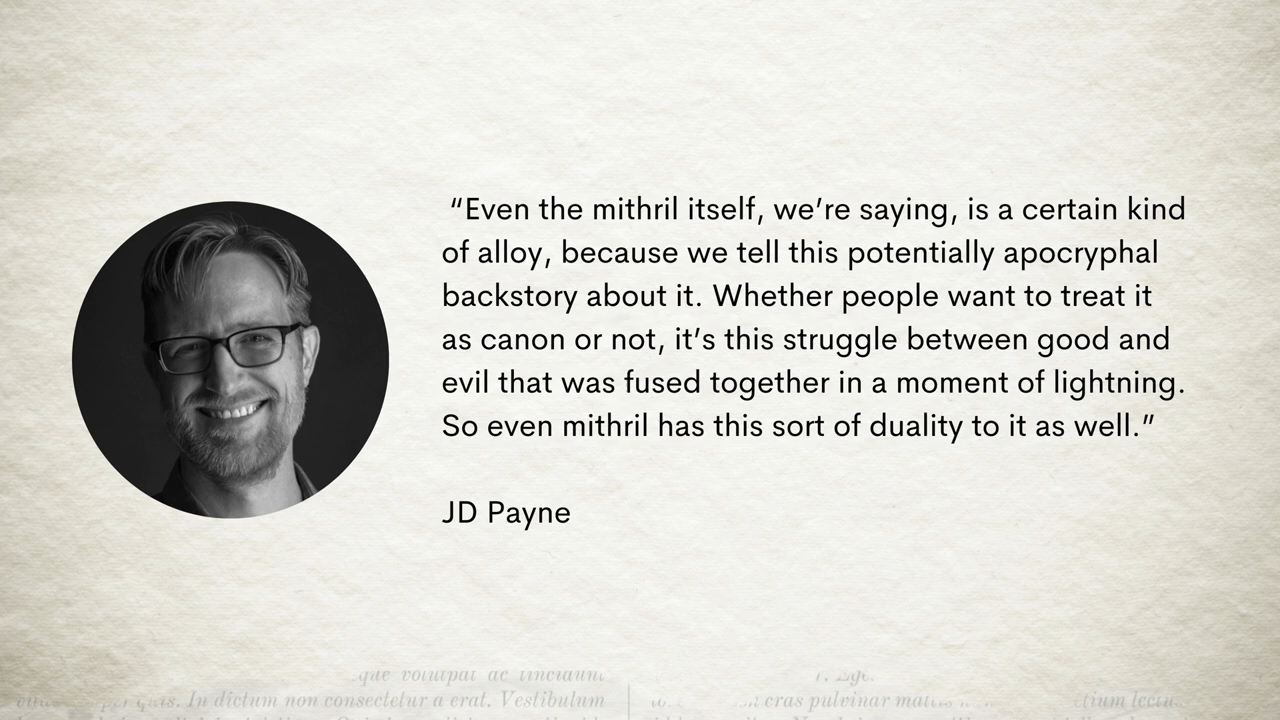 “Even the mithril itself, we’re saying, is a certain kind
of alloy, because we tell this potentially apocryphal
backstory about it. Whether people want to treat it
as canon or not, it’s this struggle between good and
evil that was fused together in a moment of lightning.
So even mithril has this sort of duality to it as well.”
JD Payne
que volutpat ac tincidunt
In dictum non consectetur a erat. Vestibulum
cras pulvinar